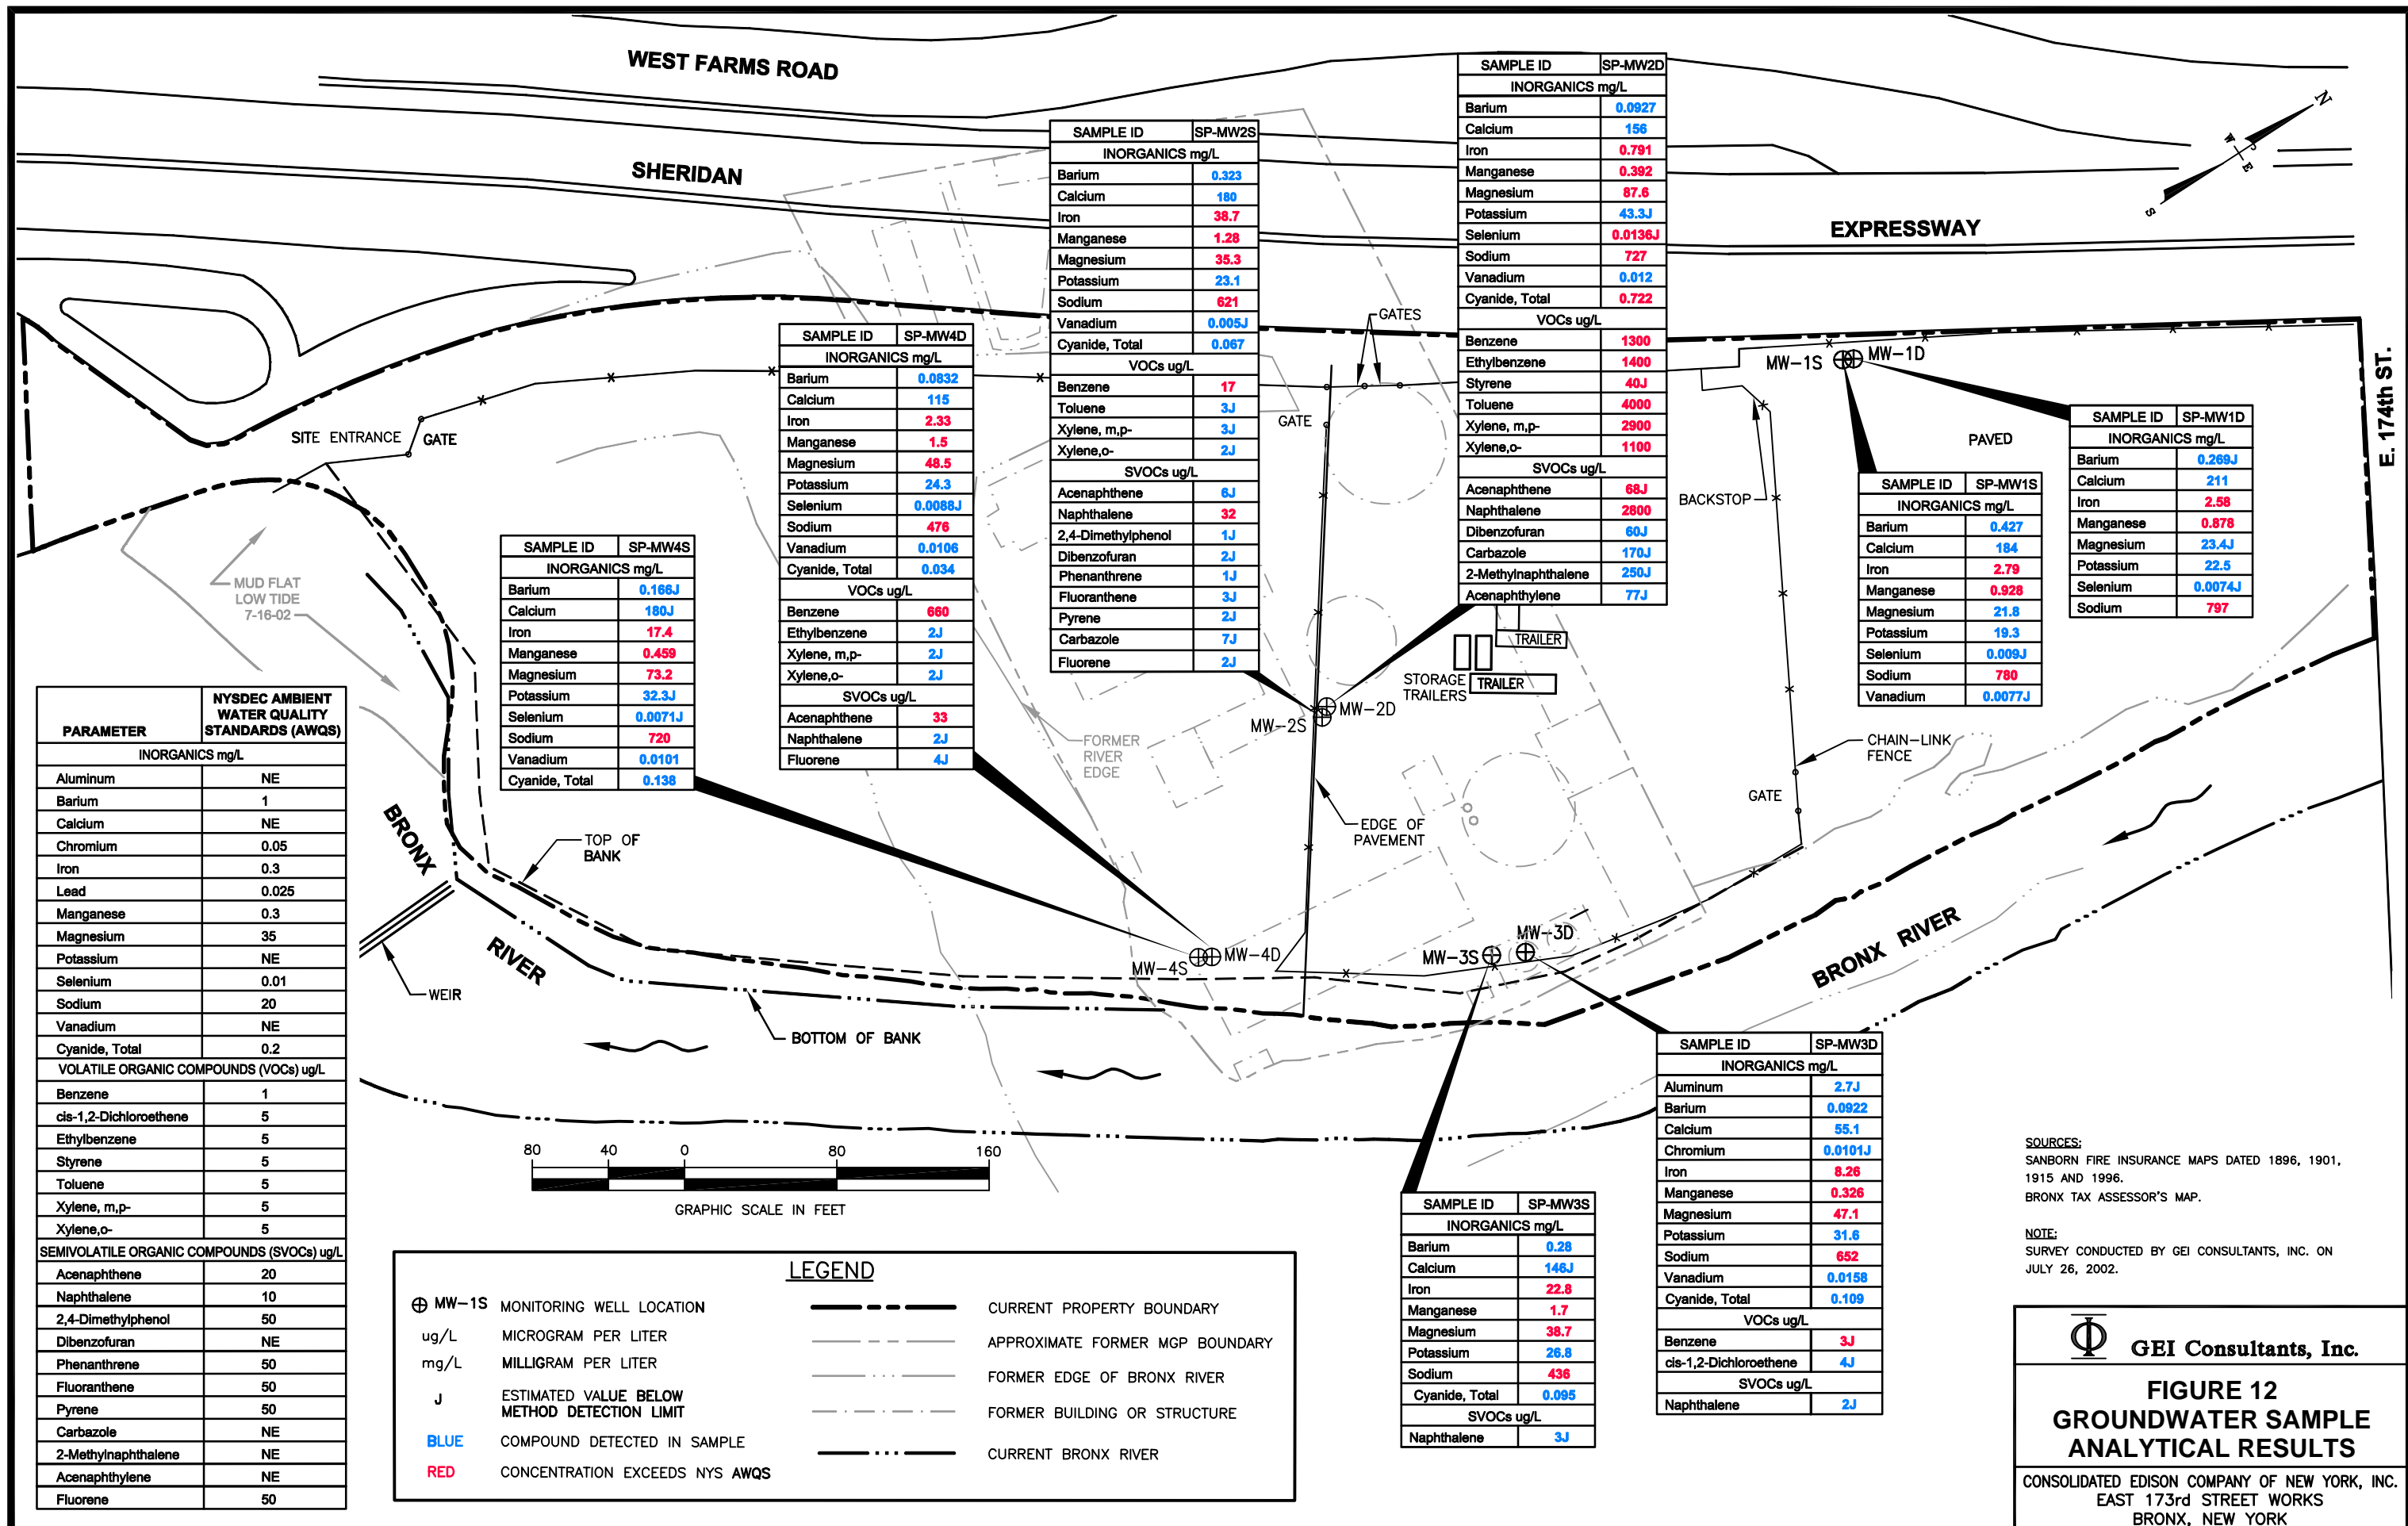 WEST FARMS ROAD
SHERIDAN
EXPRESSWAY
E. 174th ST.
N
W
E
S
SAMPLE ID SP-MW2D
INORGANICS mg/L
Barium 0.0927
Calcium 156
Iron 0.791
Manganese 0.392
Magnesium 87.6
Potassium 43.3J
Selenium 0.0136J
Sodium 727
Vanadium 0.012
Cyanide, Total 0.722
VOCs ug/L
Benzene 1300
Ethylbenzene 1400
Styrene 40J
Toluene 4000
Xylene, m,p- 2900
Xylene,o- 1100
SVOCs ug/L
Acenaphthene 68J
Naphthalene 2800
Dibenzofuran 60J
Carbazole 170J
2-Methylnaphthalene 250J
Acenaphthylene 77J
SAMPLE ID SP-MW2S
INORGANICS mg/L
Barium 0.323
Calcium 180
Iron 38.7
Manganese 1.28
Magnesium 35.3
Potassium 23.1
Sodium 621
Vanadium 0.005J
Cyanide, Total 0.067
VOCs ug/L
Benzene 17
Toluene 3J
Xylene, m,p- 3J
Xylene,o- 2J
SVOCs ug/L
Acenaphthene 6J
Naphthalene 32
2,4-Dimethylphenol 1J
Dibenzofuran 2J
Phenanthrene 1J
Fluoranthene 3J
Pyrene 2J
Carbazole 7J
Fluorene 2J
SAMPLE ID SP-MW4D
INORGANICS mg/L
Barium 0.0832
Calcium 115
Iron 2.33
Manganese 1.5
Magnesium 48.5
Potassium 24.3
Selenium 0.0088J
Sodium 476
Vanadium 0.0106
Cyanide, Total 0.034
VOCs ug/L
Benzene 660
Ethylbenzene 2J
Xylene, m,p- 2J
Xylene,o- 2J
SVOCs ug/L
Acenaphthene 33
Naphthalene 2J
Fluorene 4J
SAMPLE ID SP-MW4S
INORGANICS mg/L
Barium 0.166J
Calcium 180J
Iron 17.4
Manganese 0.459
Magnesium 73.2
Potassium 32.3J
Selenium 0.0071J
Sodium 720
Vanadium 0.0101
Cyanide, Total 0.138
SAMPLE ID SP-MW1D
INORGANICS mg/L
Barium 0.269J
Calcium 211
Iron 2.58
Manganese 0.878
Magnesium 23.4J
Potassium 22.5
Selenium 0.0074J
Sodium 797
SAMPLE ID SP-MW1S
INORGANICS mg/L
Barium 0.427
Calcium 184
Iron 2.79
Manganese 0.928
Magnesium 21.8
Potassium 19.3
Selenium 0.009J
Sodium 780
Vanadium 0.0077J
GATES
GATE
MW-1S
MW-1D
PAVED
BACKSTOP
SITE ENTRANCE
GATE
MUD FLAT
LOW TIDE
7-16-02
TRAILER
STORAGE
TRAILERS
TRAILER
MW-2D
MW-2S
FORMER
RIVER
EDGE
CHAIN-LINK
FENCE
GATE
EDGE OF
PAVEMENT
TOP OF
BANK
BRONX
RIVER
WEIR
BOTTOM OF BANK
MW-4S
MW-4D
MW-3S
MW-3D
BRONX RIVER
PARAMETER
NYSDEC AMBIENT
WATER QUALITY
STANDARDS (AWQS)
INORGANICS mg/L
Aluminum NE
Barium 1
Calcium NE
Chromium 0.05
Iron 0.3
Lead 0.025
Manganese 0.3
Magnesium 35
Potassium NE
Selenium 0.01
Sodium 20
Vanadium NE
Cyanide, Total 0.2
VOLATILE ORGANIC COMPOUNDS (VOCs) ug/L
Benzene 1
cis-1,2-Dichloroethene 5
Ethylbenzene 5
Styrene 5
Toluene 5
Xylene, m,p- 5
Xylene,o- 5
SEMIVOLATILE ORGANIC COMPOUNDS (SVOCs) ug/L
Acenaphthene 20
Naphthalene 10
2,4-Dimethylphenol 50
Dibenzofuran NE
Phenanthrene 50
Fluoranthene 50
Pyrene 50
Carbazole NE
2-Methylnaphthalene NE
Acenaphthylene NE
Fluorene 50
80 40 0 80 160
GRAPHIC SCALE IN FEET
SAMPLE ID SP-MW3D
INORGANICS mg/L
Aluminum 2.7J
Barium 0.0922
Calcium 55.1
Chromium 0.0101J
Iron 8.26
Manganese 0.326
Magnesium 47.1
Potassium 31.6
Sodium 652
Vanadium 0.0158
Cyanide, Total 0.109
VOCs ug/L
Benzene 3J
cis-1,2-Dichloroethene 4J
SVOCs ug/L
Naphthalene 2J
SAMPLE ID SP-MW3S
INORGANICS mg/L
Barium 0.28
Calcium 146J
Iron 22.8
Manganese 1.7
Magnesium 38.7
Potassium 26.8
Sodium 436
Cyanide, Total 0.095
SVOCs ug/L
Naphthalene 3J
LEGEND
MW-1S MONITORING WELL LOCATION
ug/L MICROGRAM PER LITER
mg/L MILLIGRAM PER LITER
J ESTIMATED VALUE BELOW
METHOD DETECTION LIMIT
BLUE COMPOUND DETECTED IN SAMPLE
RED CONCENTRATION EXCEEDS NYS AWQS
CURRENT PROPERTY BOUNDARY
APPROXIMATE FORMER MGP BOUNDARY
FORMER EDGE OF BRONX RIVER
FORMER BUILDING OR STRUCTURE
CURRENT BRONX RIVER
SOURCES:
SANBORN FIRE INSURANCE MAPS DATED 1896, 1901,
1915 AND 1996.
BRONX TAX ASSESSOR'S MAP.
NOTE:
SURVEY CONDUCTED BY GEI CONSULTANTS, INC. ON
JULY 26, 2002.
GEI Consultants, Inc.
FIGURE 12
GROUNDWATER SAMPLE
ANALYTICAL RESULTS
CONSOLIDATED EDISON COMPANY OF NEW YORK, INC.
EAST 173rd STREET WORKS
BRONX, NEW YORK